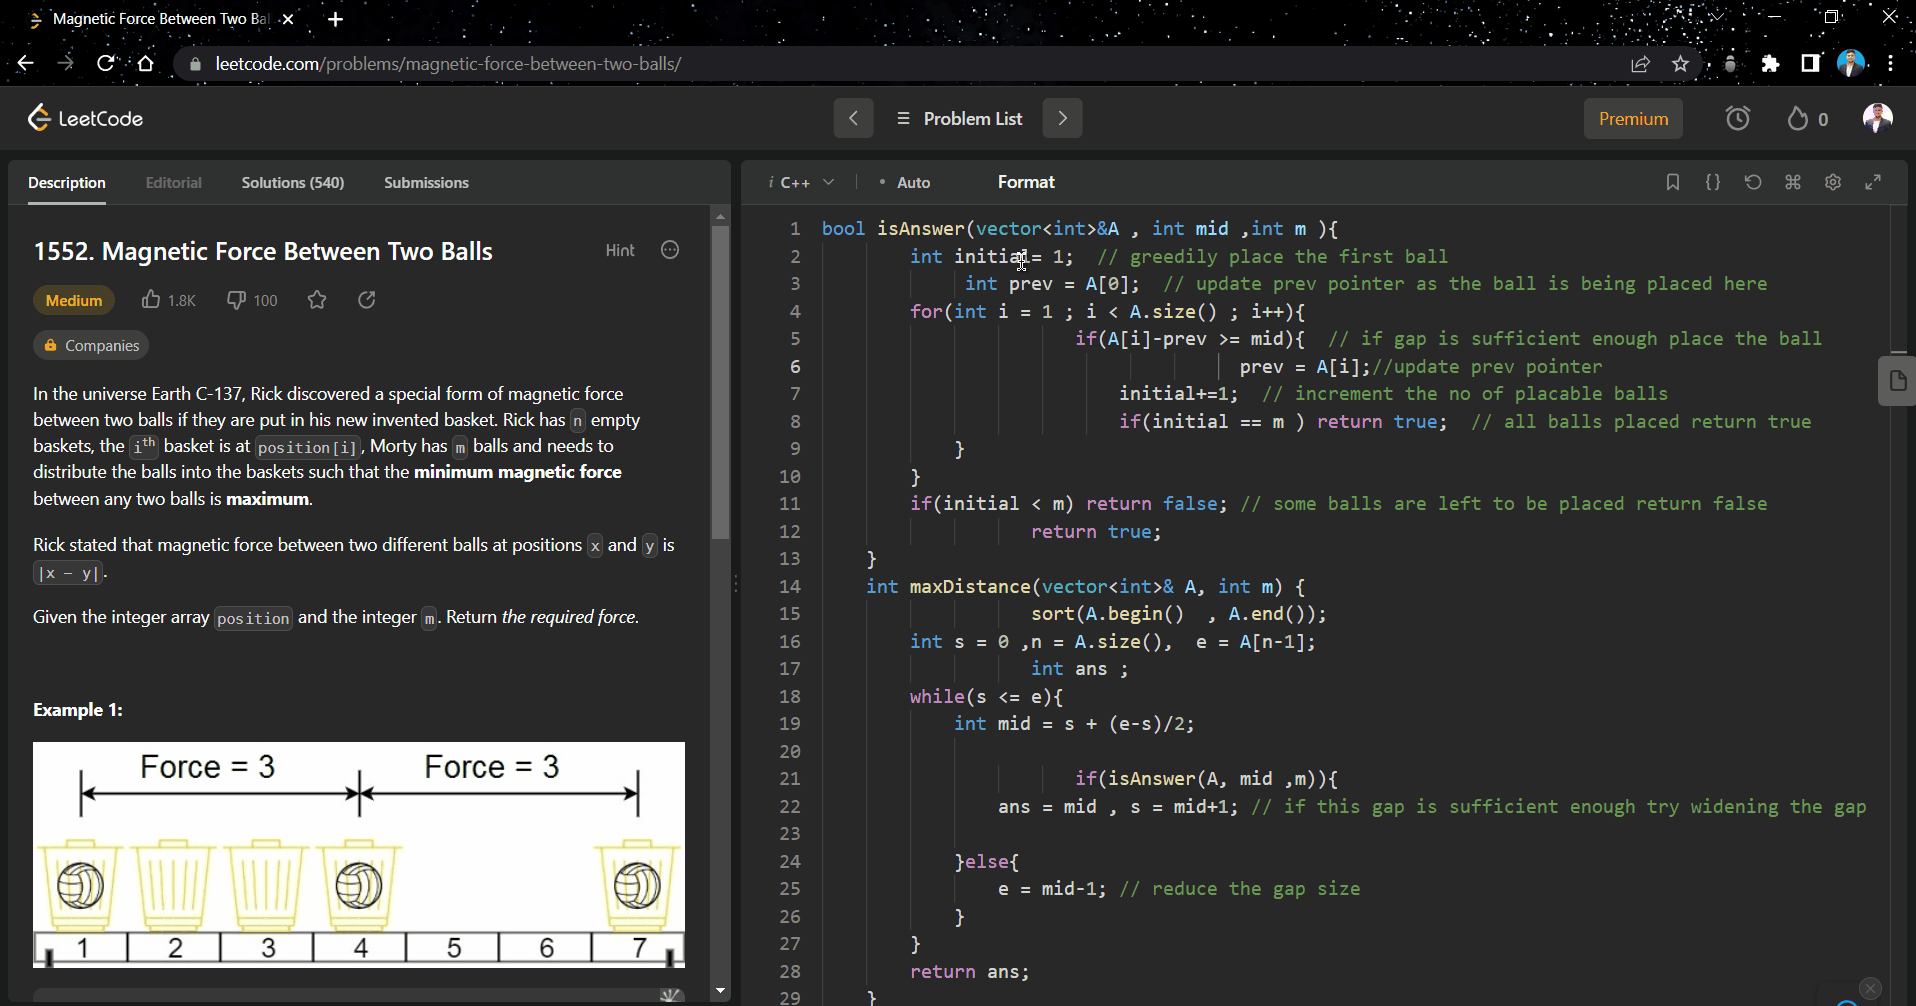 Magnetic Force Between Two Bal
leetcode.com/problems/magnetic-force-between-two-balls/
LeetCode
Problem List
Premium
0
Description
Editorial
Solutions (540)
Submissions
1552. Magnetic Force Between Two Balls
Hint
Medium
1.8K
100
Companies
In the universe Earth C-137, Rick discovered a special form of magnetic force
between two balls if they are put in his new invented basket. Rick has n empty
baskets, the ith basket is at position[i], Morty has m balls and needs to
distribute the balls into the baskets such that the minimum magnetic force
between any two balls is maximum.
Rick stated that magnetic force between two different balls at positions x and y is
|x - y|.
Given the integer array position and the integer m. Return the required force.
Example 1:
Force = 3 Force = 3
1 2 3 4 5 6 7
i C++
• Auto
Format
1 bool isAnswer(vector<int>&A , int mid ,int m ){
2 int initial= 1; // greedily place the first ball
3 int prev = A[0]; // update prev pointer as the ball is being placed here
4 for(int i = 1 ; i < A.size() ; i++){
5 if(A[i]-prev >= mid){ // if gap is sufficient enough place the ball
6 prev = A[i];//update prev pointer
7 initial+=1; // increment the no of placable balls
8 if(initial == m ) return true; // all balls placed return true
9 }
10 }
11 if(initial < m) return false; // some balls are left to be placed return false
12 return true;
13 }
14 int maxDistance(vector<int>& A, int m) {
15 sort(A.begin() , A.end());
16 int s = 0 ,n = A.size(), e = A[n-1];
17 int ans ;
18 while(s <= e){
19 int mid = s + (e-s)/2;
20
21 if(isAnswer(A, mid ,m)){
22 ans = mid , s = mid+1; // if this gap is sufficient enough try widening the gap
23
24 }else{
25 e = mid-1; // reduce the gap size
26 }
27 }
28 return ans;
29 }